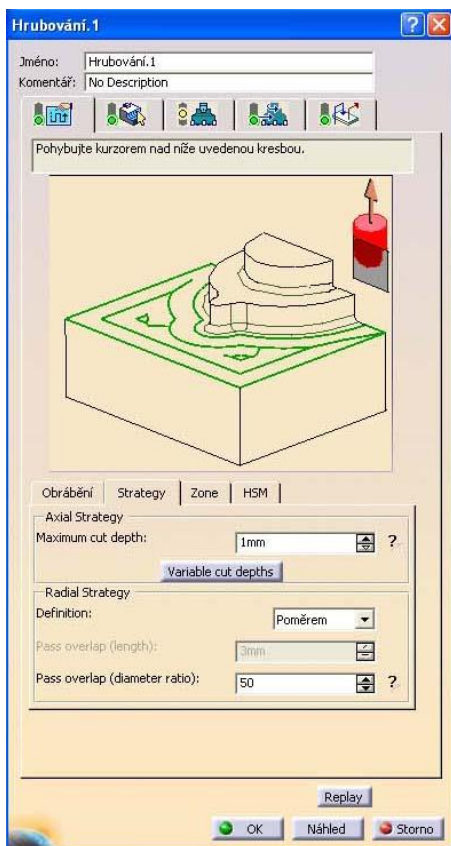 Hrubování.1
Jméno: Hrubování.1
Komentář: No Description
Pohybujte kurzorem nad níže uvedenou kresbou.
Obrábění Strategy Zone HSM
Axial Strategy
Maximum cut depth: 1mm ?
Variable cut depths
Radial Strategy
Definition: Poměrem
Pass overlap (length): 3mm
Pass overlap (diameter ratio): 50 ?
Replay
OK Náhled Storno